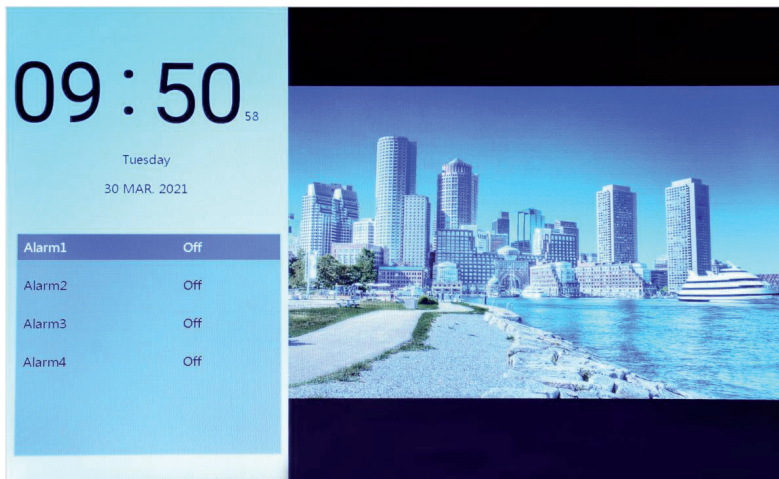 09 : 50 58
Tuesday
30 MAR. 2021
Alarm1 Off
Alarm2 Off
Alarm3 Off
Alarm4 Off